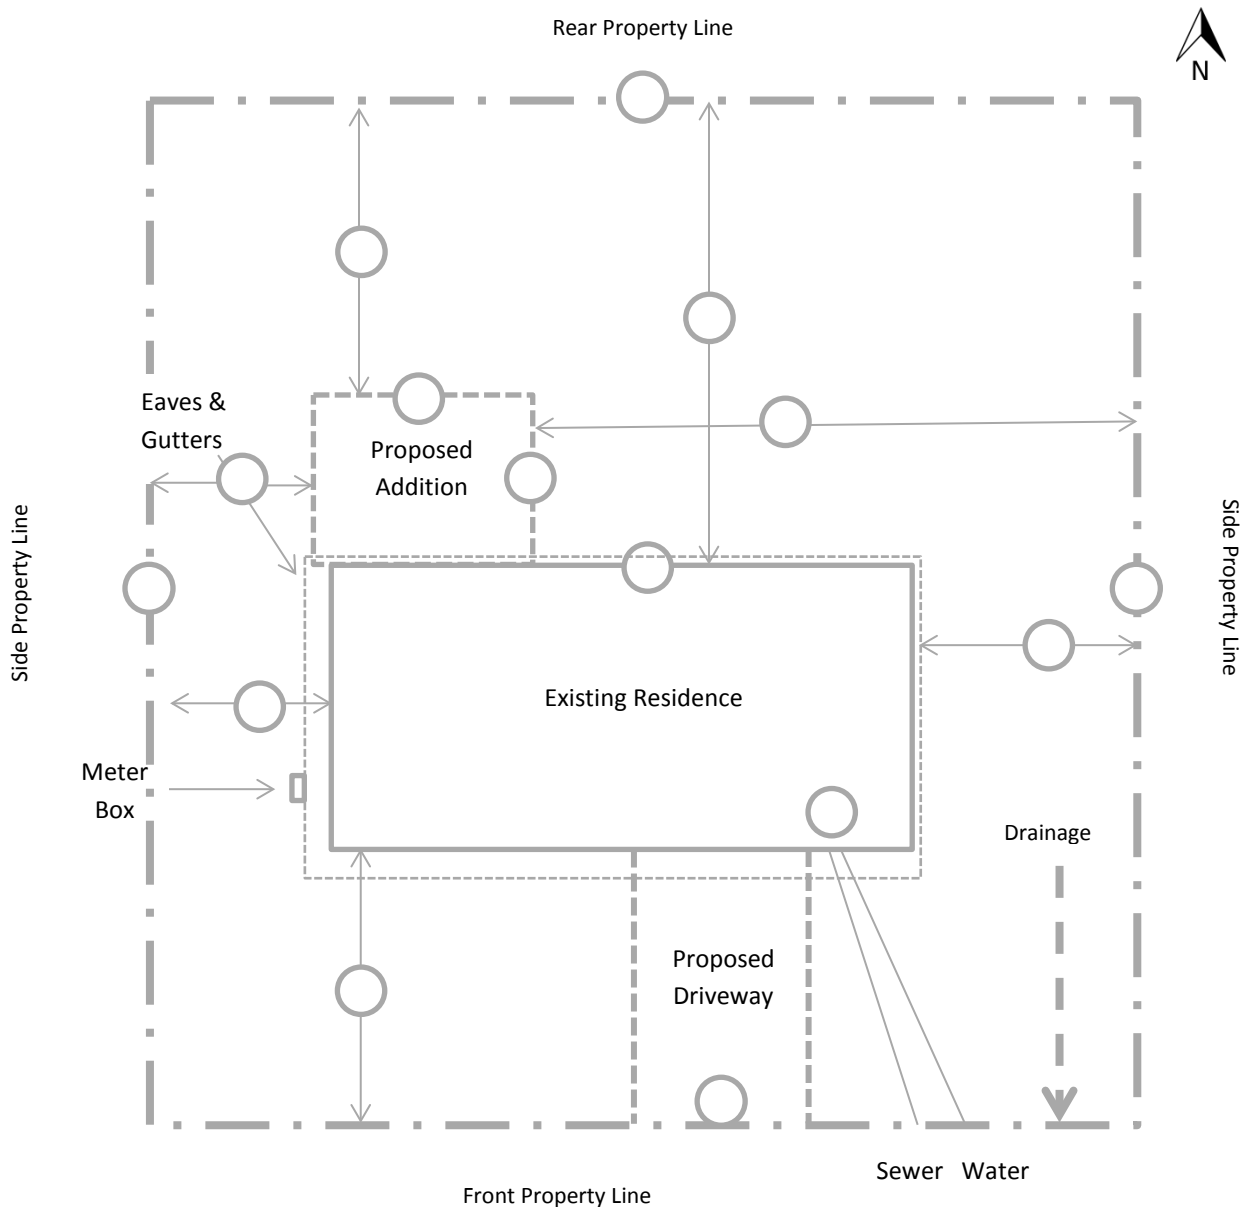 Rear Property Line
N
Eaves &
Gutters
Proposed
Addition
Side Property Line
Side Property Line
Existing Residence
Meter
Box
Drainage
Proposed
Driveway
Sewer Water
Front Property Line